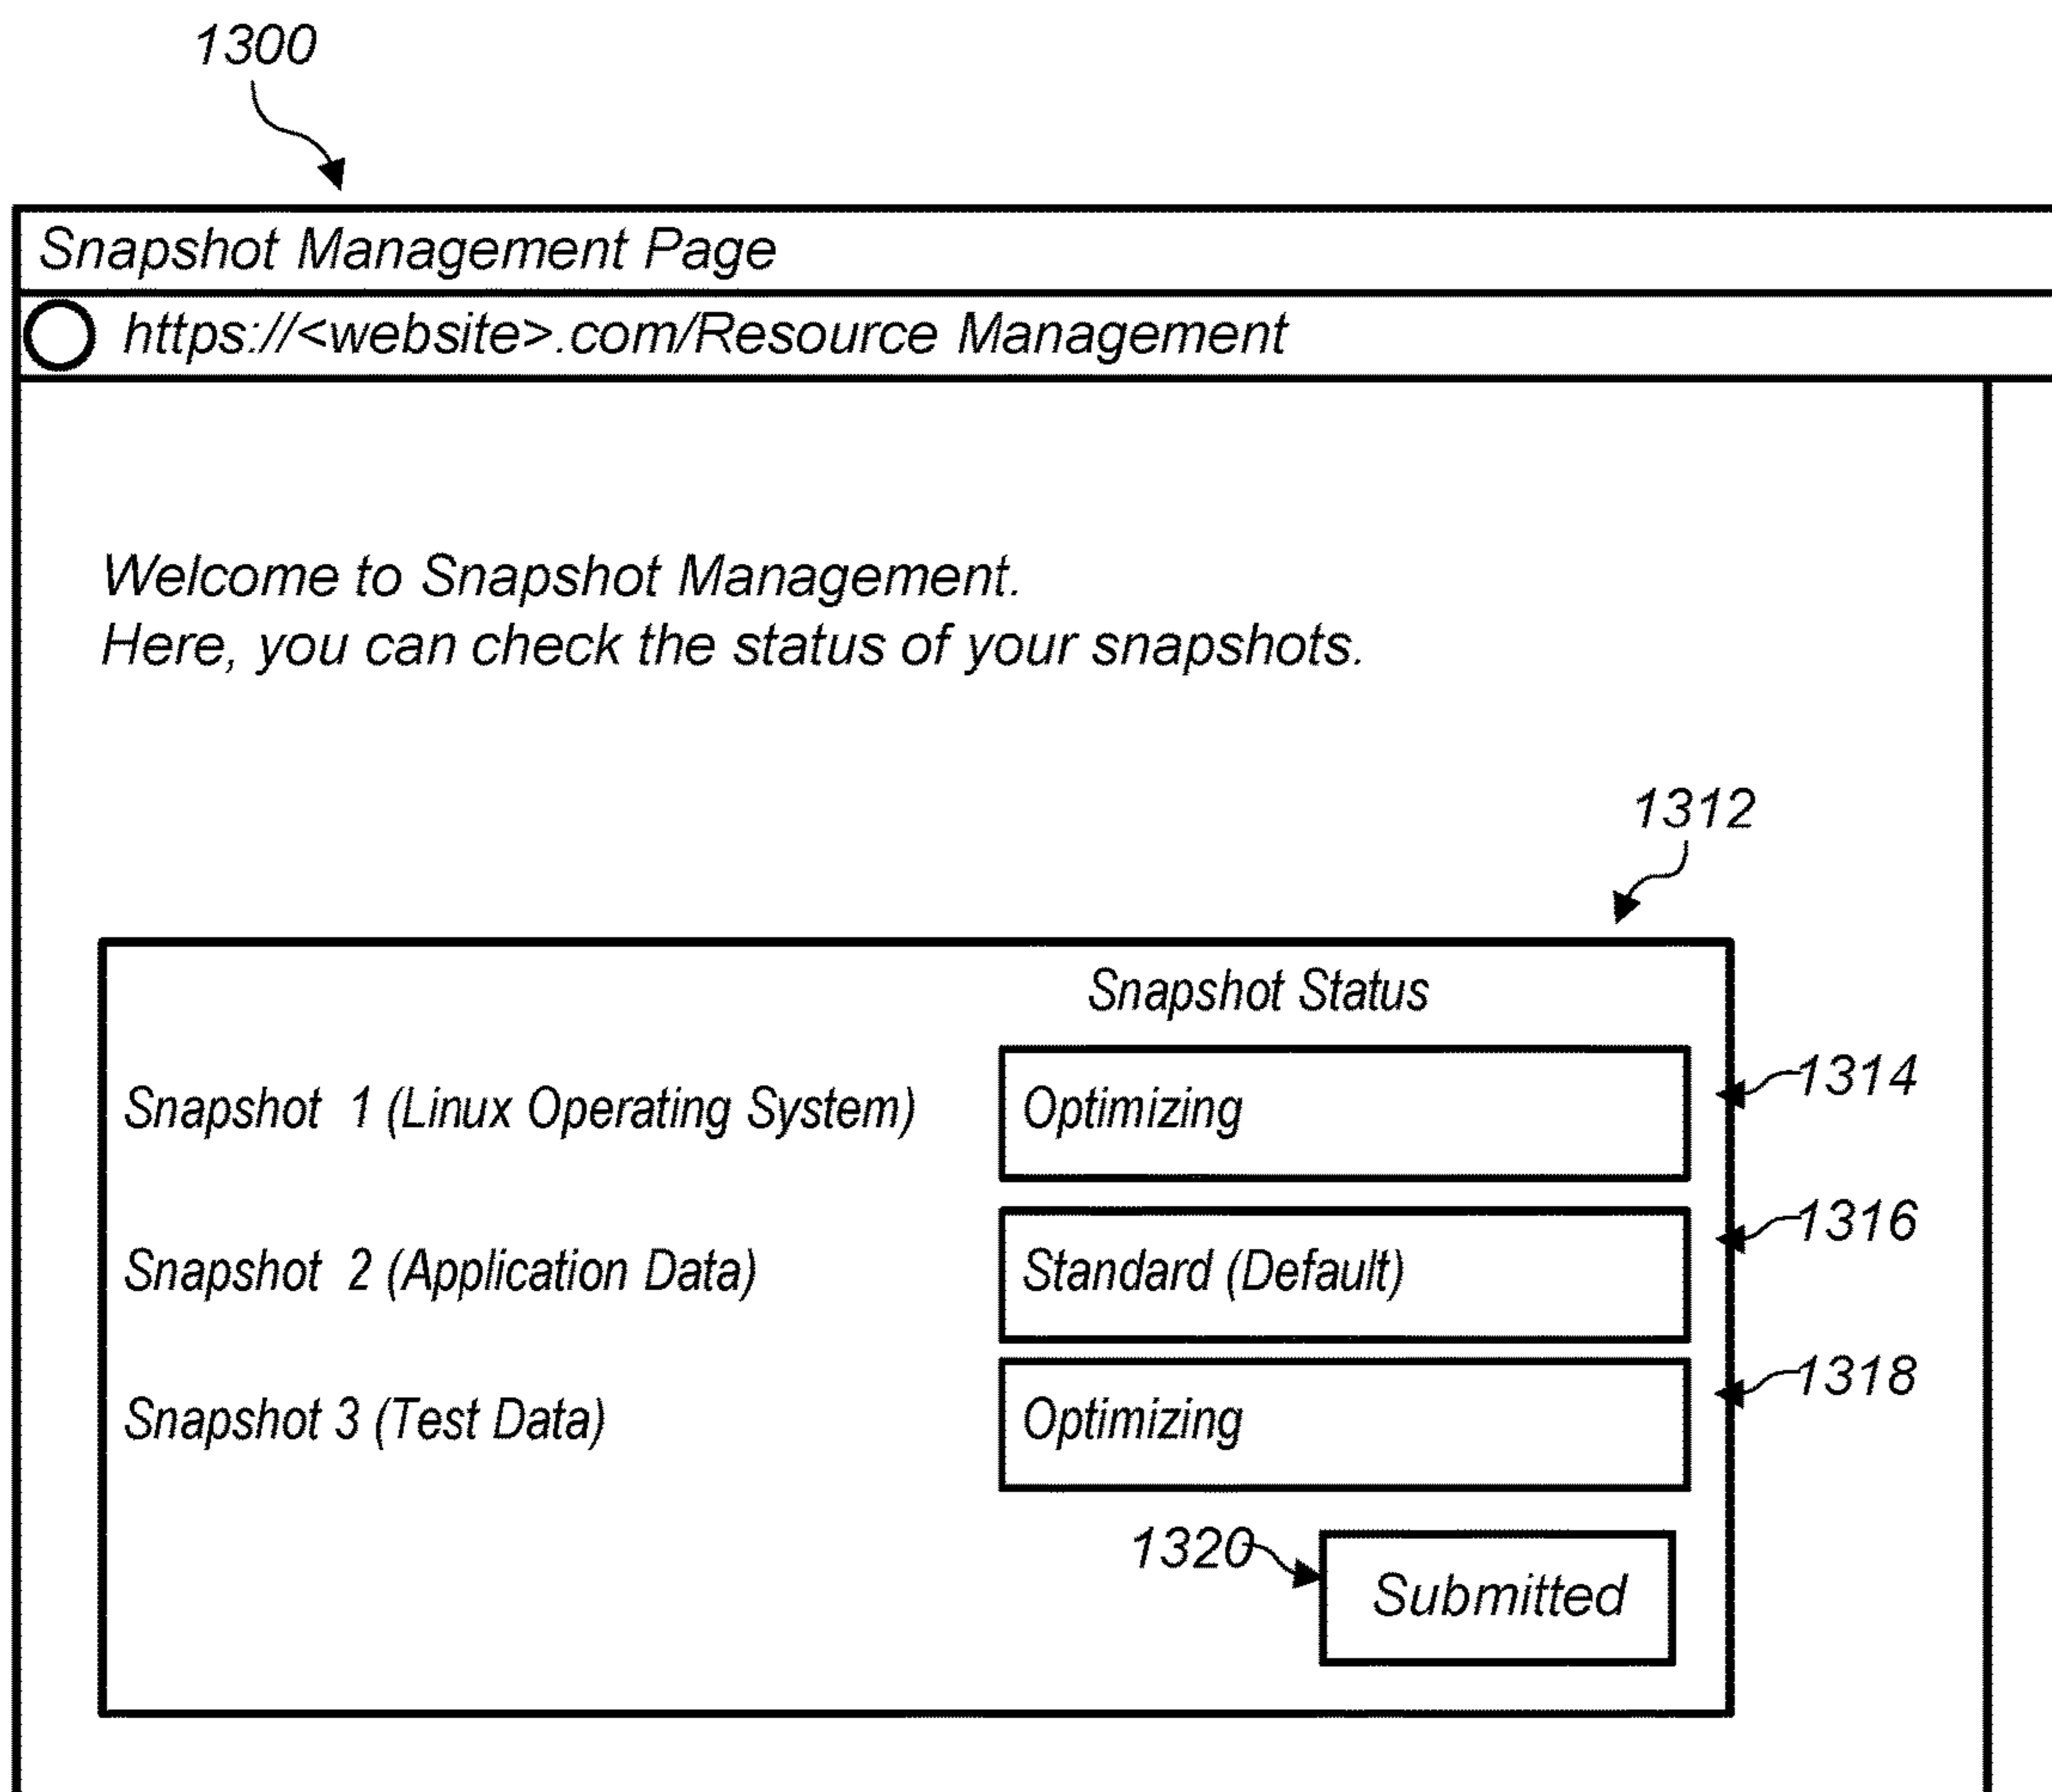 1300
Snapshot Management Page
https://<website>.com/Resource Management
Welcome to Snapshot Management.
Here, you can check the status of your snapshots.
1312
Snapshot Status
Snapshot 1 (Linux Operating System) Optimizing 1314
Snapshot 2 (Application Data) Standard (Default) 1316
Snapshot 3 (Test Data) Optimizing 1318
1320 Submitted